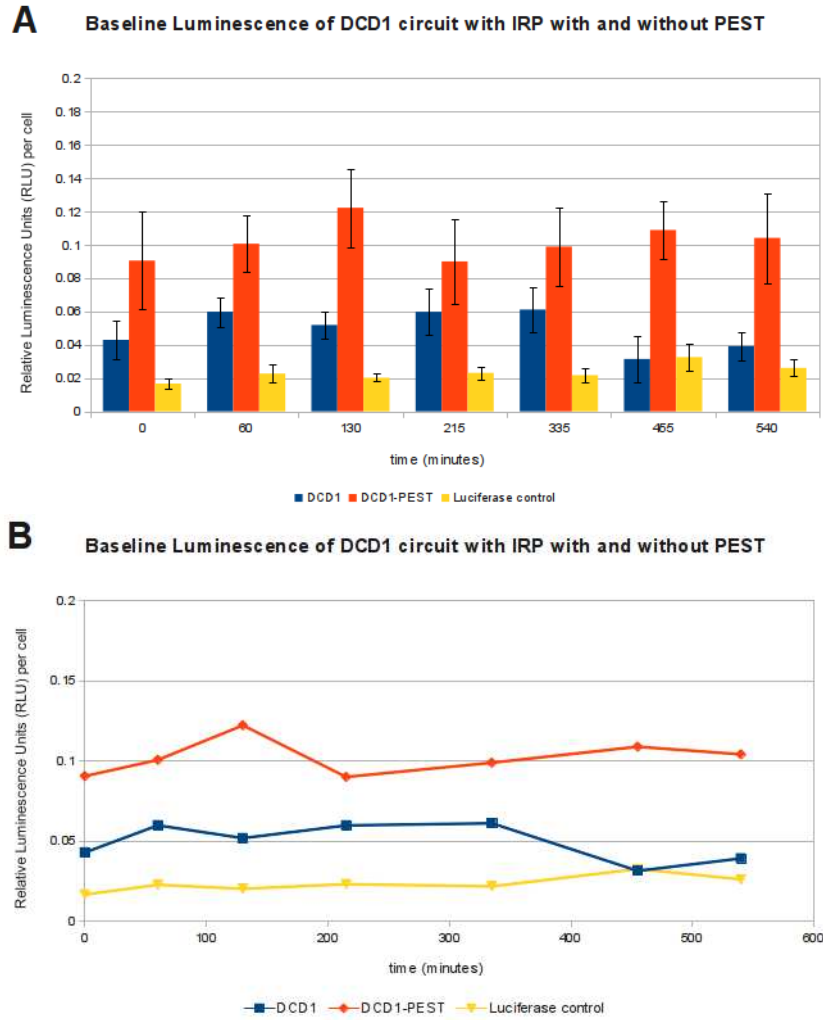 A
Baseline Luminescence of DCD1 circuit with IRP with and without PEST
Relative Luminescence Units (RLU) per cell
0.2
0.18
0.16
0.14
0.12
0.1
0.08
0.06
0.04
0.02
0
0 60 130 215 335 455 540
time (minutes)
DCD1 DCD1-PEST Luciferase control
B
Baseline Luminescence of DCD1 circuit with IRP with and without PEST
Relative Luminescence Units (RLU) per cell
0.2
0.15
0.1
0.05
0
0 100 200 300 400 500 600
time (minutes)
DCD1 DCD1-PEST Luciferase control